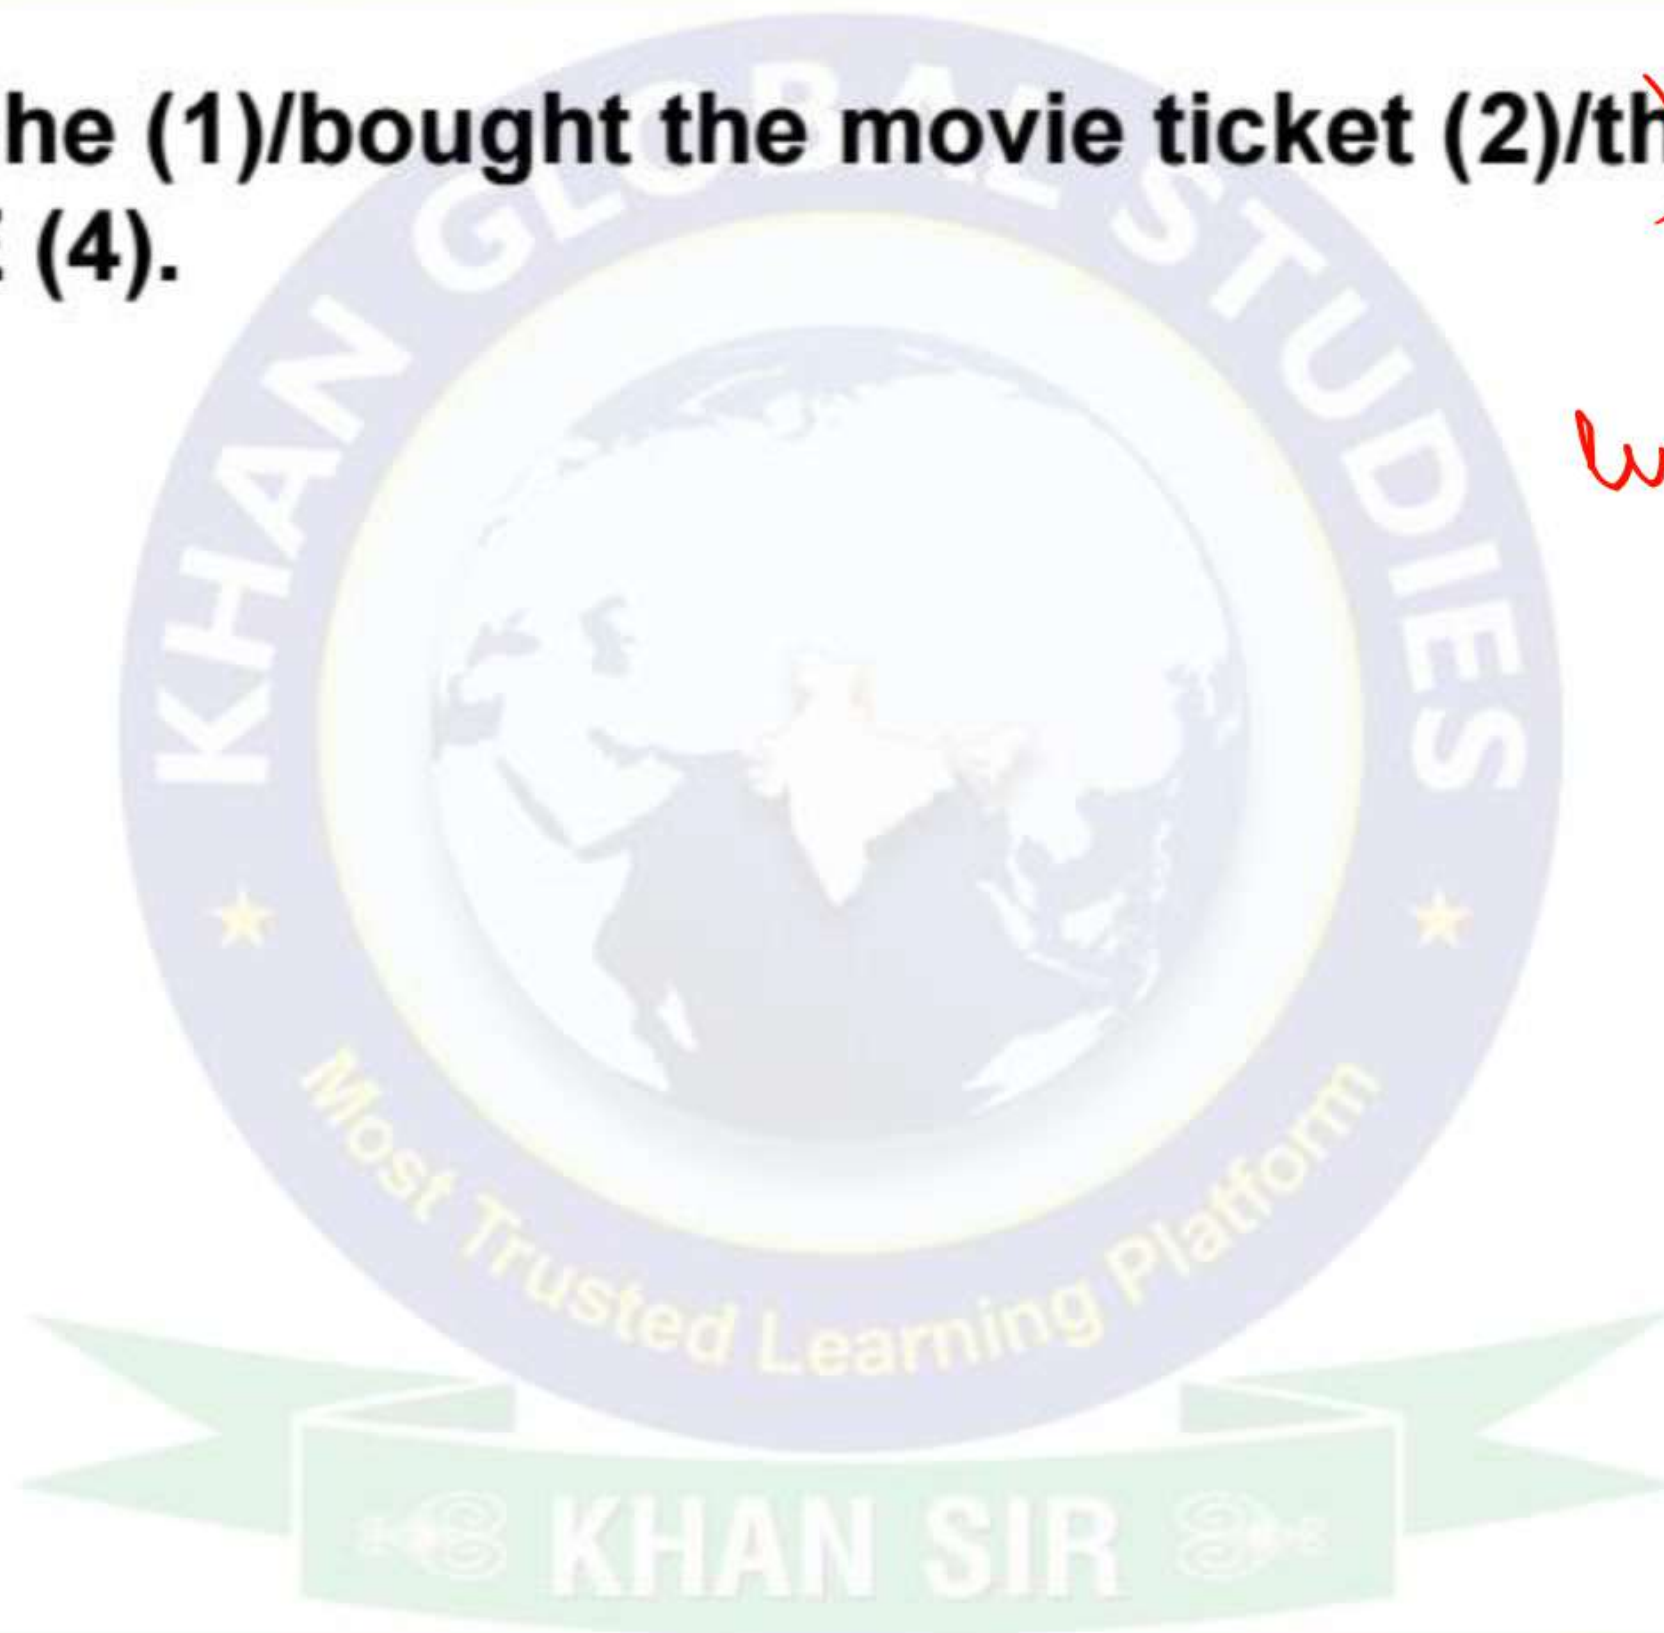 he (1)/bought the movie ticket (2)/th
(4).
KHAN GLOBAL STUDIES
Most Trusted Learning Platform
KHAN SIR